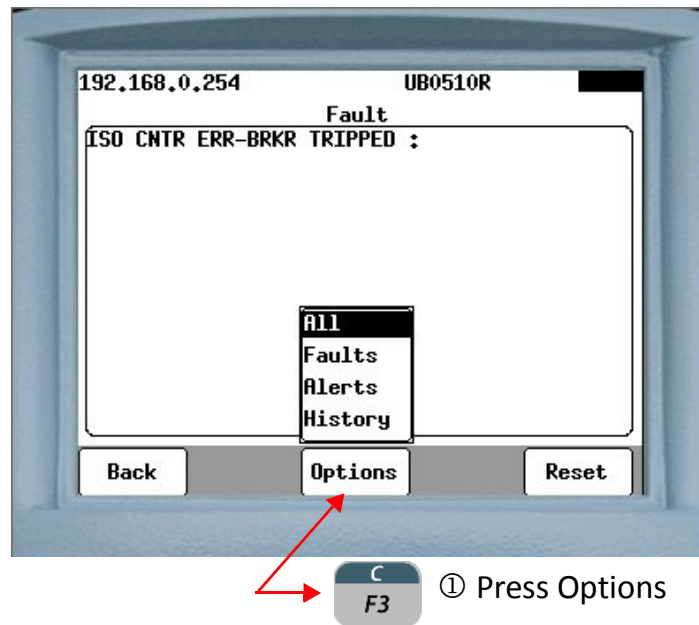 192.168.0.254 UB0510R
Fault
ISO CNTR ERR-BRKR TRIPPED :
All
Faults
Alerts
History
Back Options Reset
C
F3
① Press Options